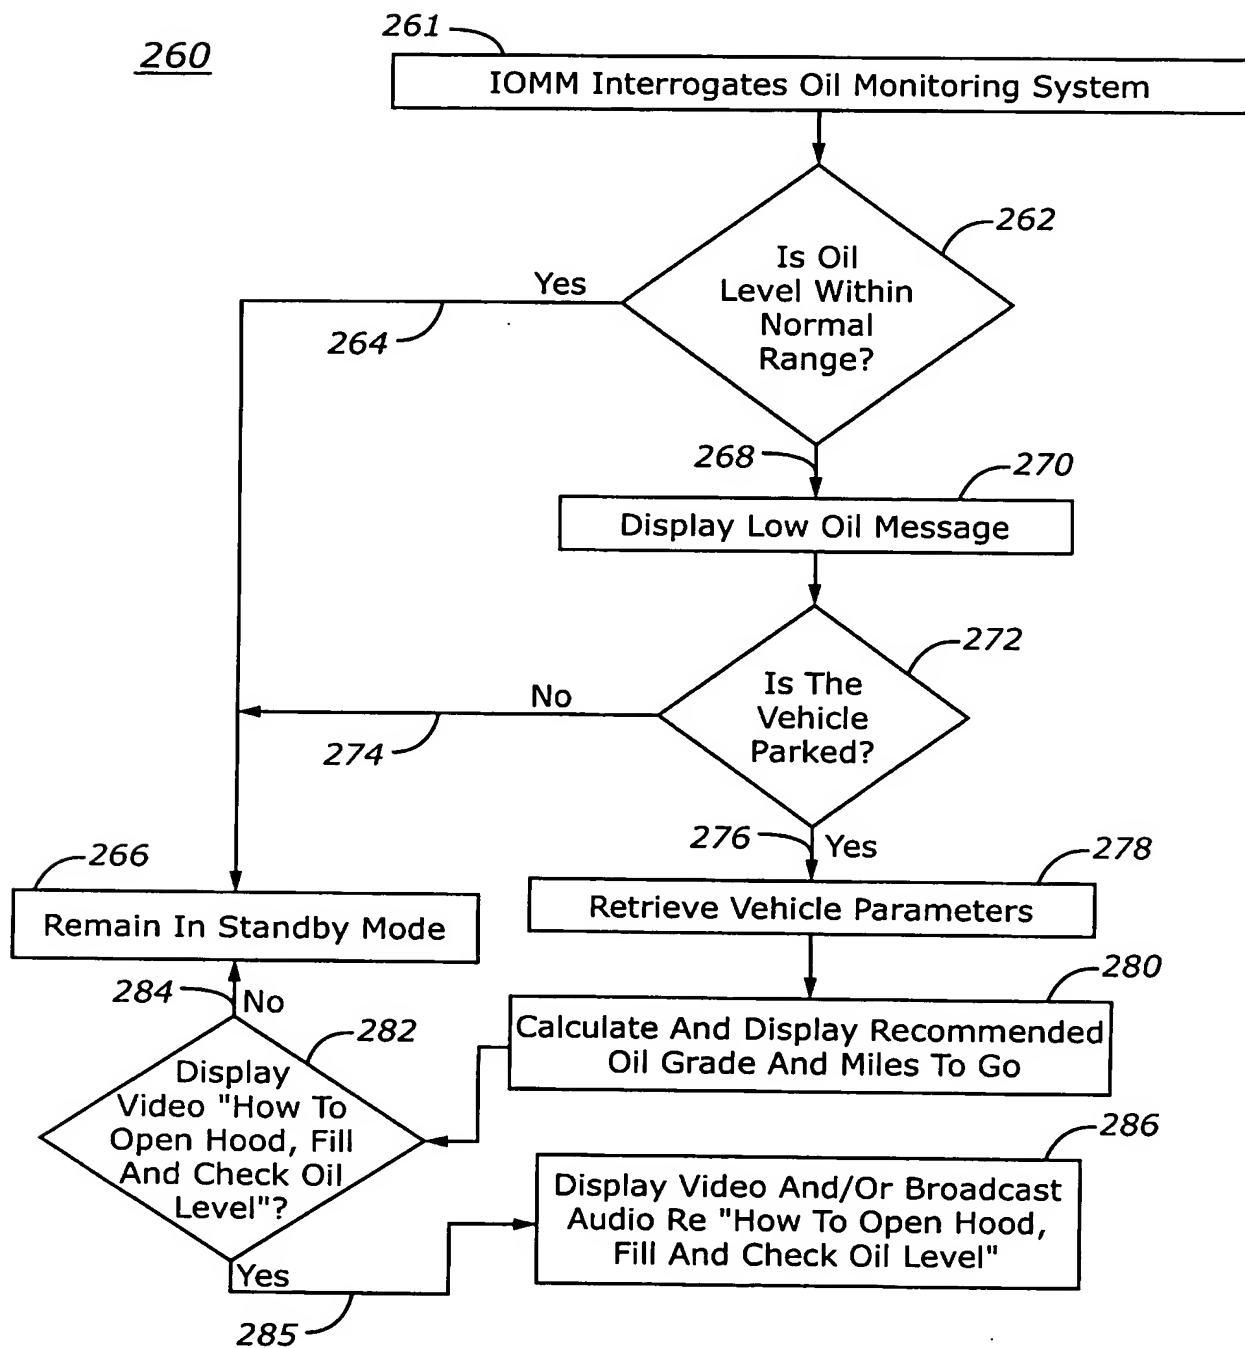 261
260
IOMM Interrogates Oil Monitoring System
262
Is Oil
Level Within
Normal
Range?
Yes
264
268
270
Display Low Oil Message
272
Is The
Vehicle
Parked?
No
274
276
Yes
278
266
Retrieve Vehicle Parameters
Remain In Standby Mode
280
284
No
Calculate And Display Recommended
Oil Grade And Miles To Go
282
Display
Video "How To
Open Hood, Fill
And Check Oil
Level"?
286
Display Video And/Or Broadcast
Audio Re "How To Open Hood,
Fill And Check Oil Level"
Yes
285